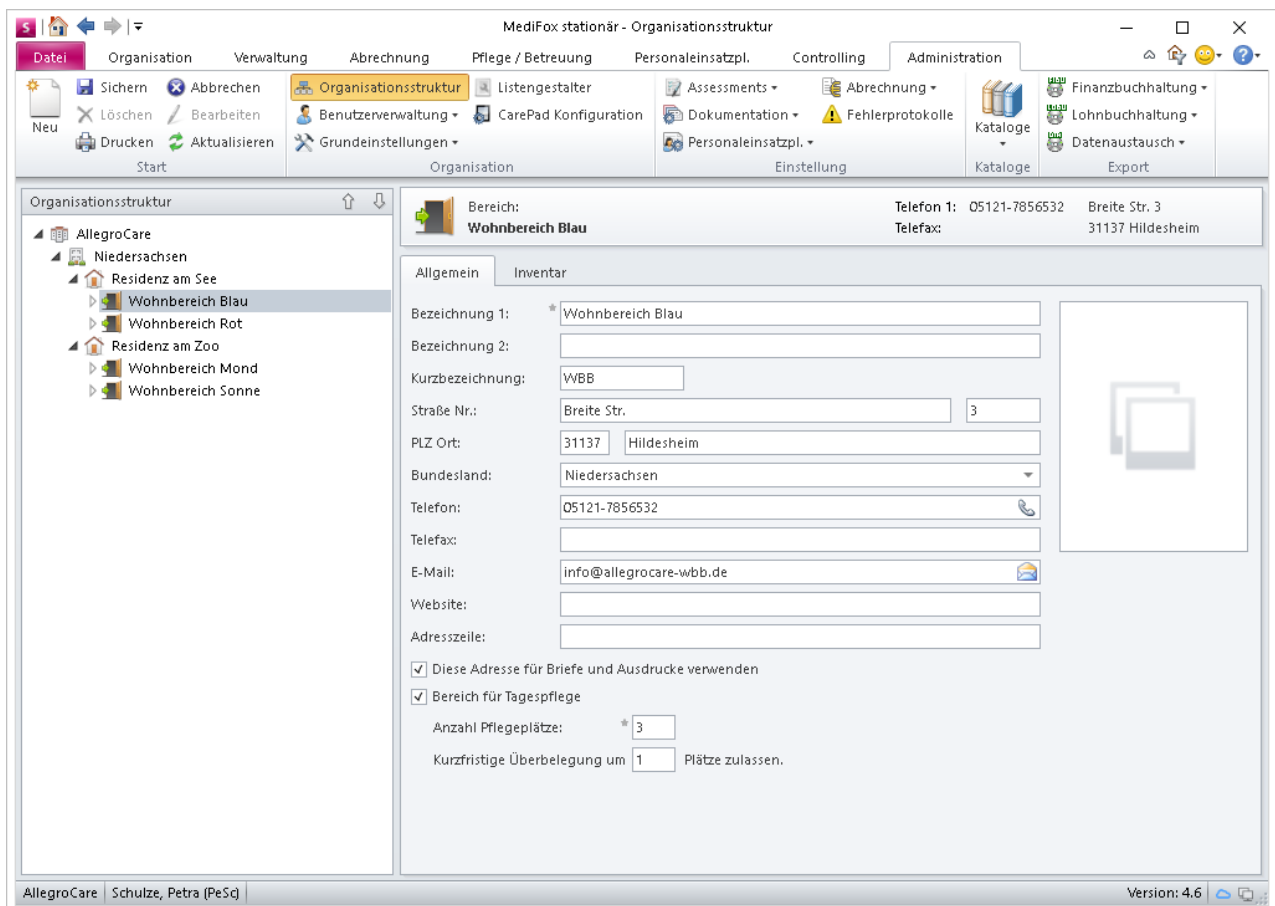 S
MediFox stationär - Organisationsstruktur
Datei Organisation Verwaltung Abrechnung Pflege / Betreuung Personaleinsatzpl. Controlling Administration
Neu
Sichern Abbrechen
Löschen Bearbeiten
Drucken Aktualisieren
Start
Organisationsstruktur Listengestalter
Benutzerverwaltung CarePad Konfiguration
Grundeinstellungen
Organisation
Assessments Abrechnung
Dokumentation Fehlerprotokolle
Personaleinsatzpl.
Einstellung
Kataloge
Kataloge
Finanzbuchhaltung
Lohnbuchhaltung
Datenaustausch
Export
Organisationsstruktur
AllegroCare
Niedersachsen
Residenz am See
Wohnbereich Blau
Wohnbereich Rot
Residenz am Zoo
Wohnbereich Mond
Wohnbereich Sonne
Bereich: Telefon 1: 05121-7856532 Breite Str. 3
Wohnbereich Blau Telefax: 31137 Hildesheim
Allgemein Inventar
Bezeichnung 1: * Wohnbereich Blau
Bezeichnung 2:
Kurzbezeichnung: WBB
Straße Nr.: Breite Str. 3
PLZ Ort: 31137 Hildesheim
Bundesland: Niedersachsen
Telefon: 05121-7856532
Telefax:
E-Mail: info@allegrocare-wbb.de
Website:
Adresszeile:
Diese Adresse für Briefe und Ausdrucke verwenden
Bereich für Tagespflege
Anzahl Pflegeplätze: * 3
Kurzfristige Überbelegung um 1 Plätze zulassen.
AllegroCare Schulze, Petra (PeSc) Version: 4.6